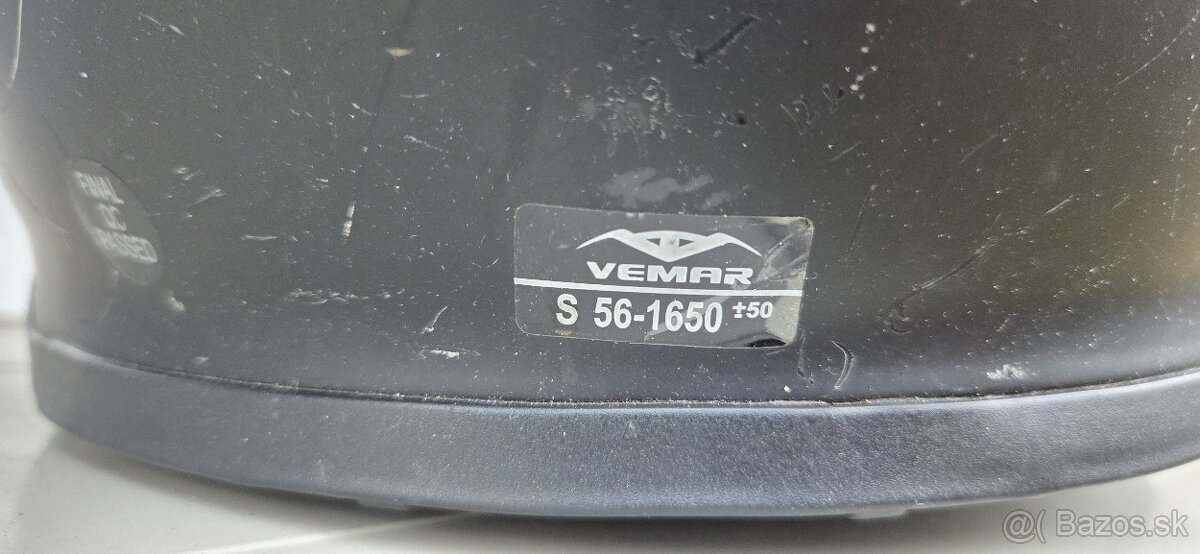 FINAL
QC
PASSED
VEMAR
S 56-1650 ±50
@( Bazos.sk